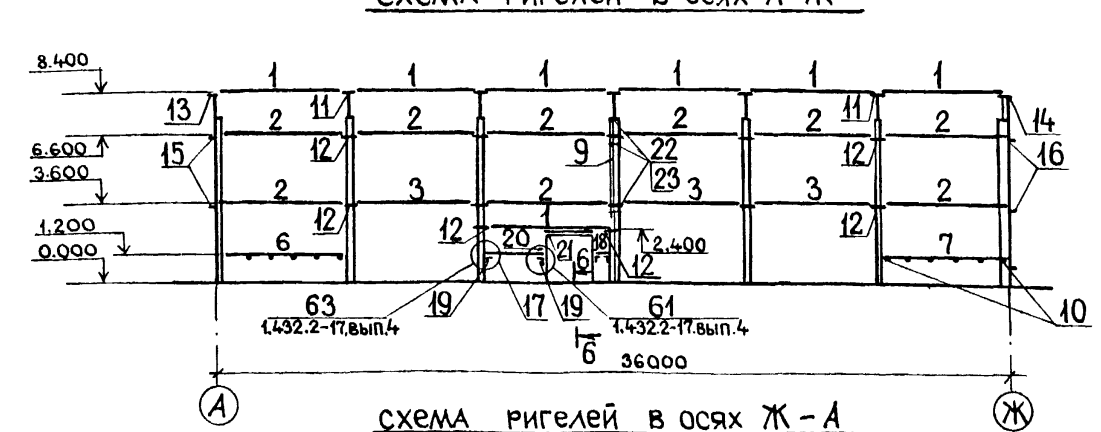 СХЕМА РИГЕЛЕЙ В ОСЯХ А-Ж
8.400
1 1 1 1 1 1
13 11 11 14
2 2 2 2 2 2
6.600
15 12 9 22 12 16
3.600
23
2 3 2 3 3 2
1.200
12 12 1 12
6 20 21 18 2.400 7
0.000
6 12
63 19 17 19 61 10
1.432.2-17.ВЫП.4 1.432.2-17.ВЫП.4
6
36000
А Ж
СХЕМА РИГЕЛЕЙ В ОСЯХ Ж - А